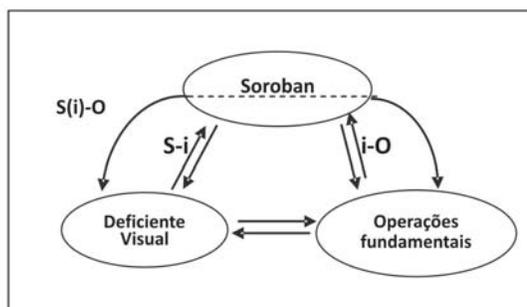 Soroban
S(i)-O
S-i
i-O
Deficiente
Visual
Operações
fundamentais